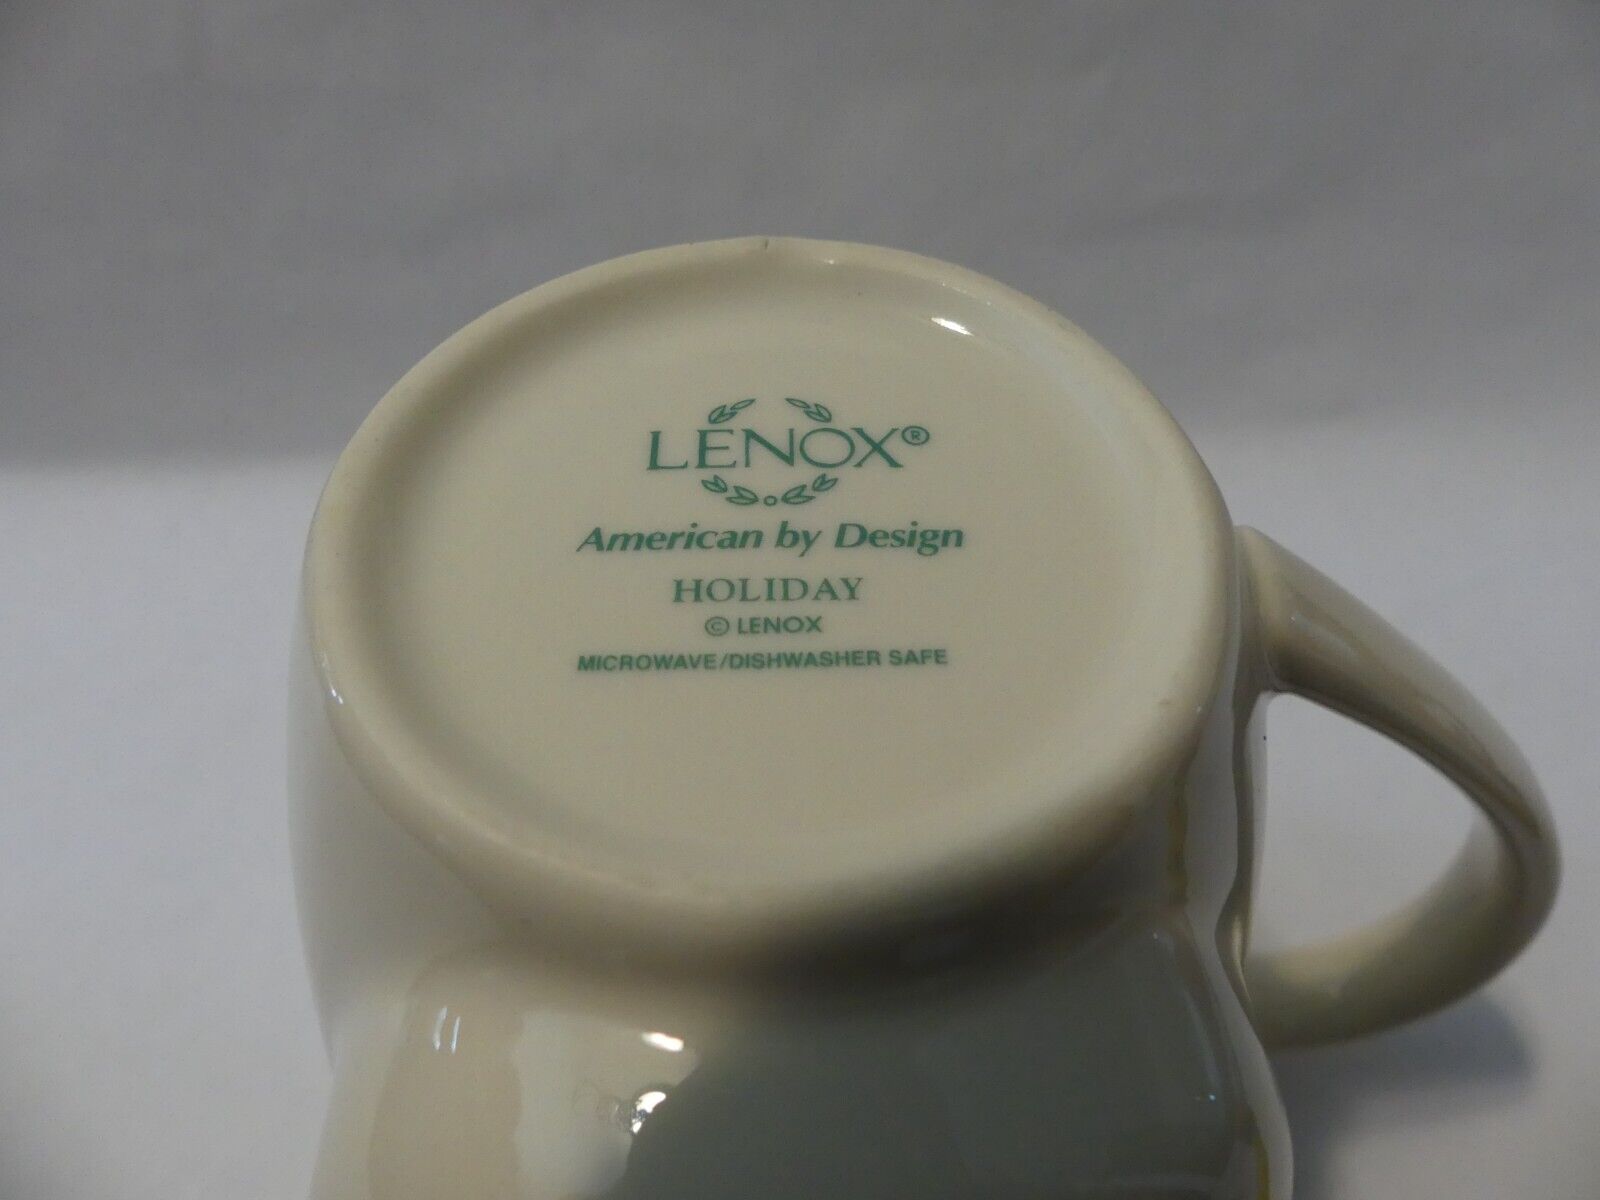 LENOX®
American by Design
HOLIDAY
© LENOX
MICROWAVE/DISHWASHER SAFE